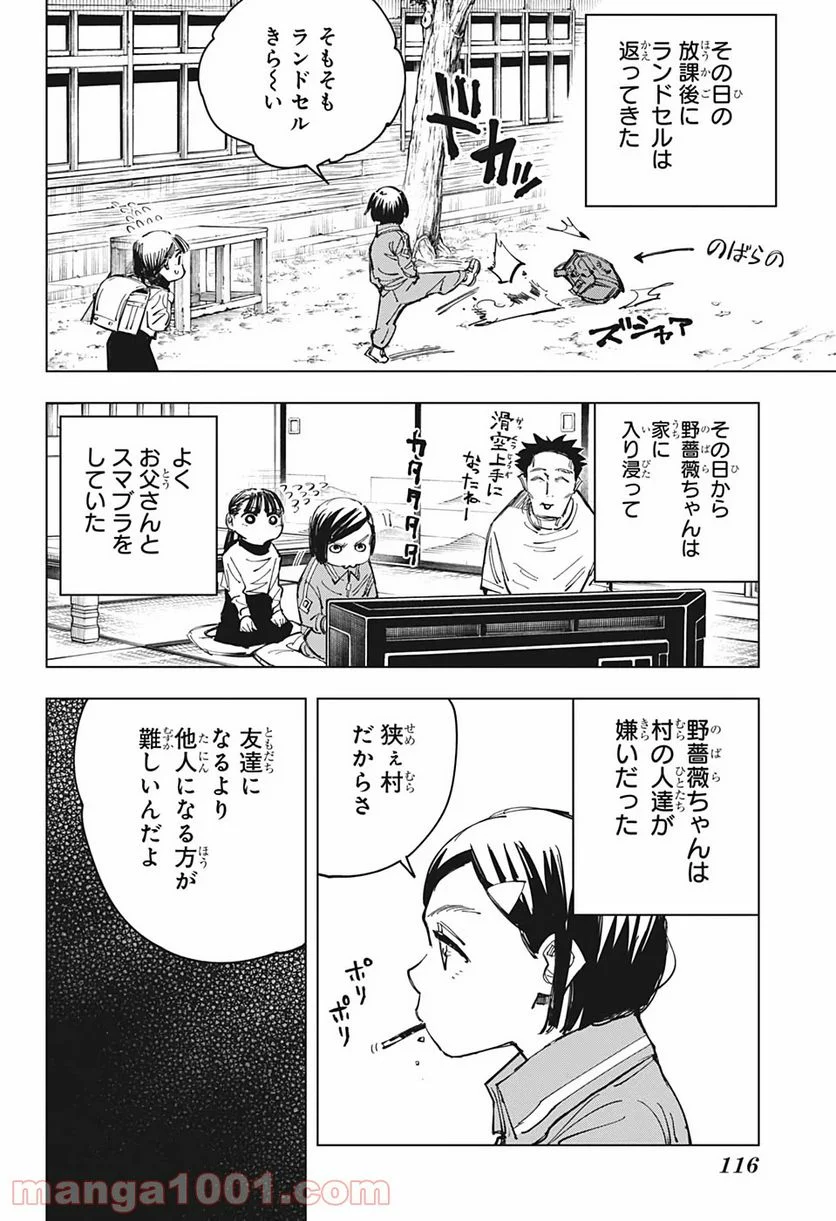 その日の
放課後に
ランドセルは
返ってきた
そもそも
ランドセル
きら〜い
ドカッ
のばらの
ズシャア
その日から
野薔薇ちゃんは
家に
入り浸って
滑空上手に
なったねー
カタカタカタ
よく
お父さんと
スマブラを
していた
野薔薇ちゃんは
村の人達が
嫌いだった
狭ぇ村
だからさ
ポリ
ポリ
友達に
なるより
他人になる方が
難しいんだよ
116
manga1001.com